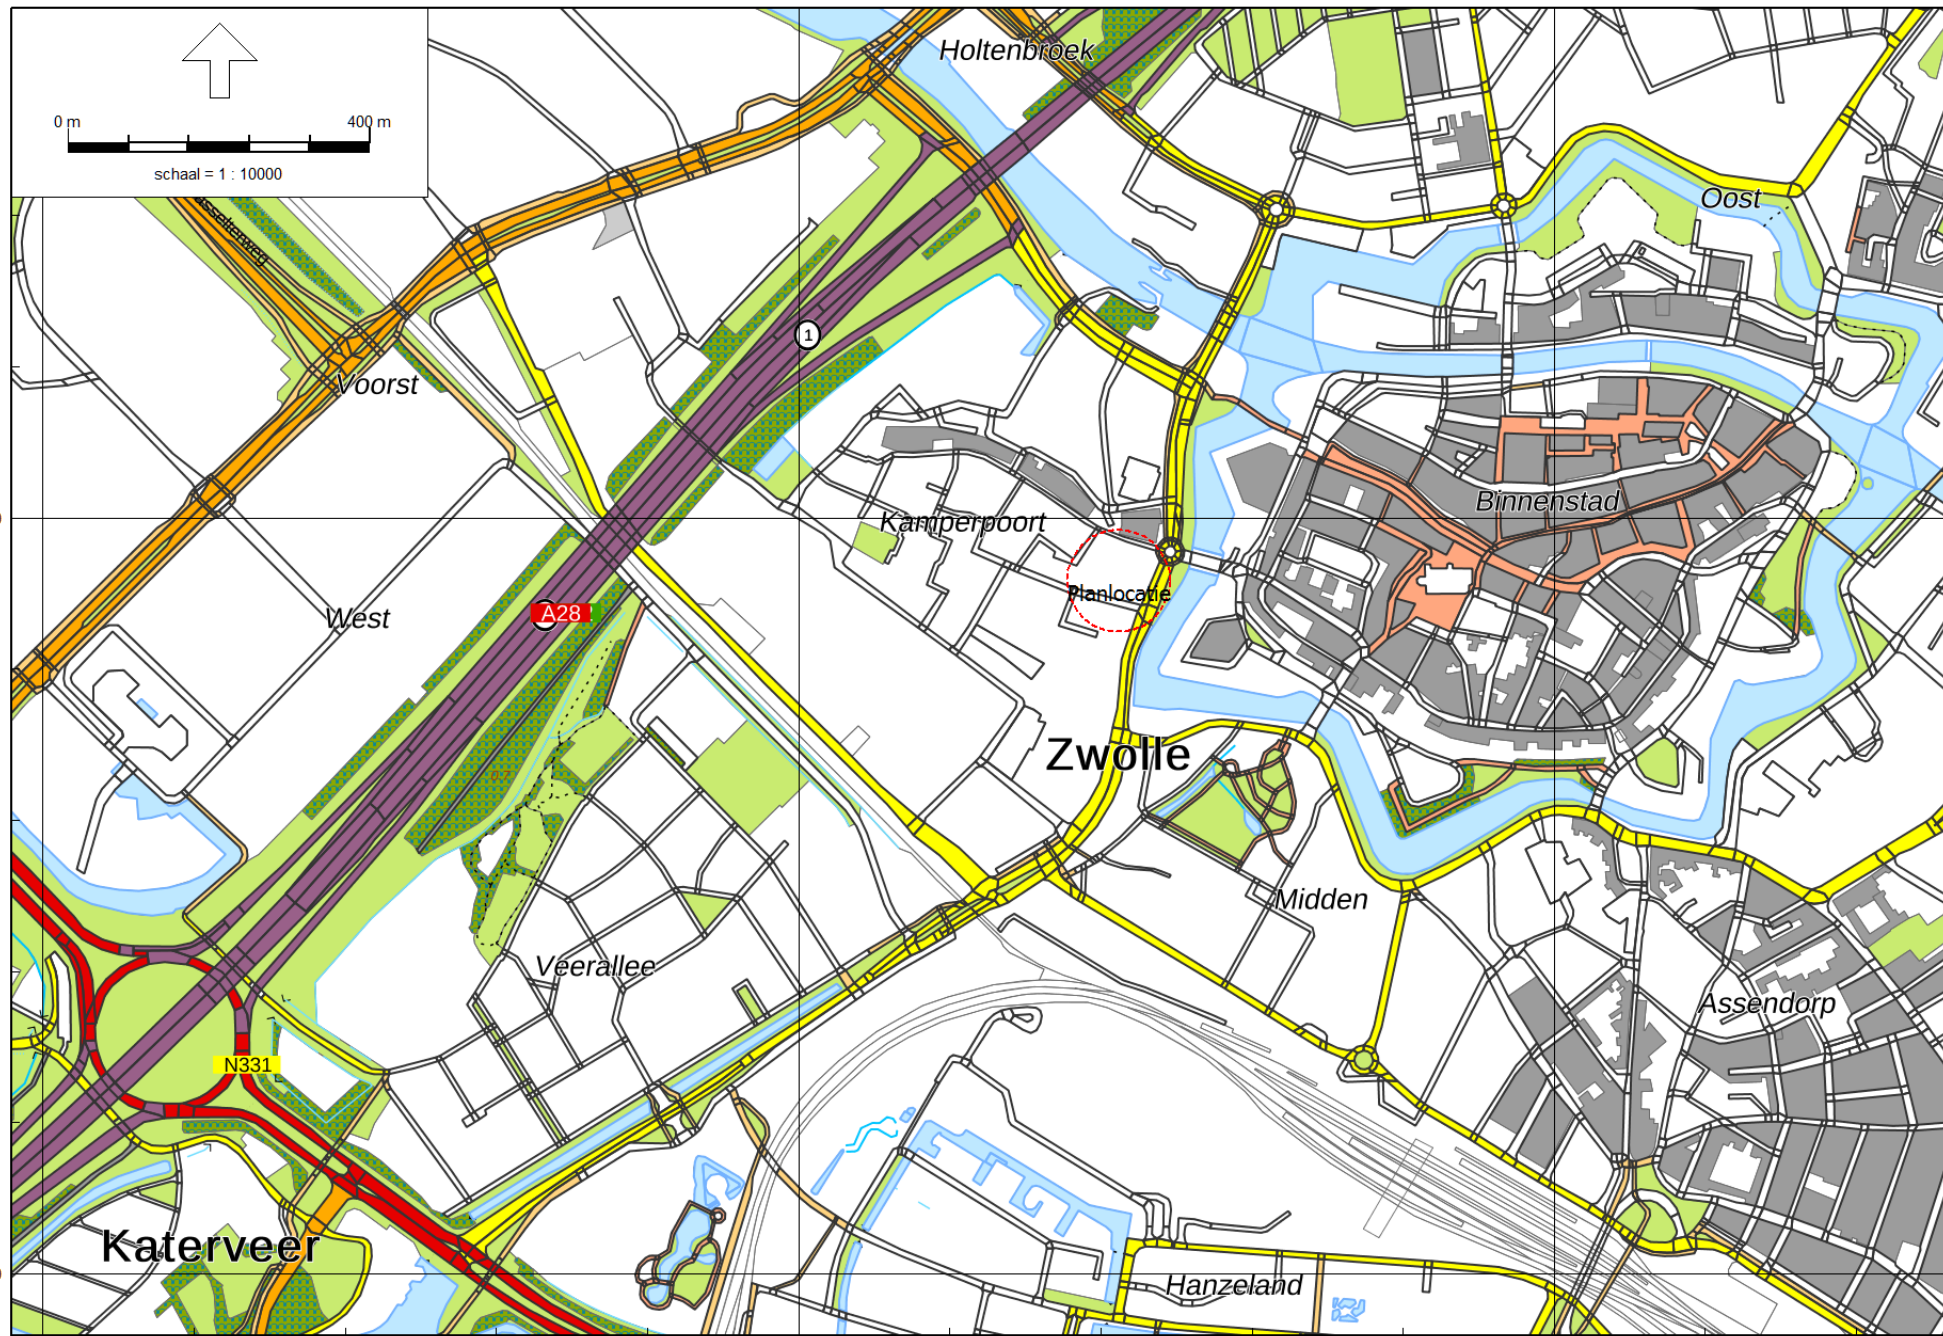 0 m 400 m
schaal = 1 : 10000
Holtenbroek
Oost
1
Voorst
Binnenstad
Kamperpoort
Planlocatie
A28
West
Zwolle
Midden
Veerallee
Assendorp
N331
Katerveer
Hanzeland